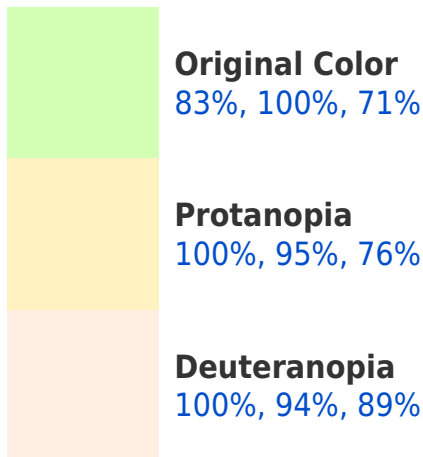 Original Color
83%, 100%, 71%
Protanopia
100%, 95%, 76%
Deuteranopia
100%, 94%, 89%